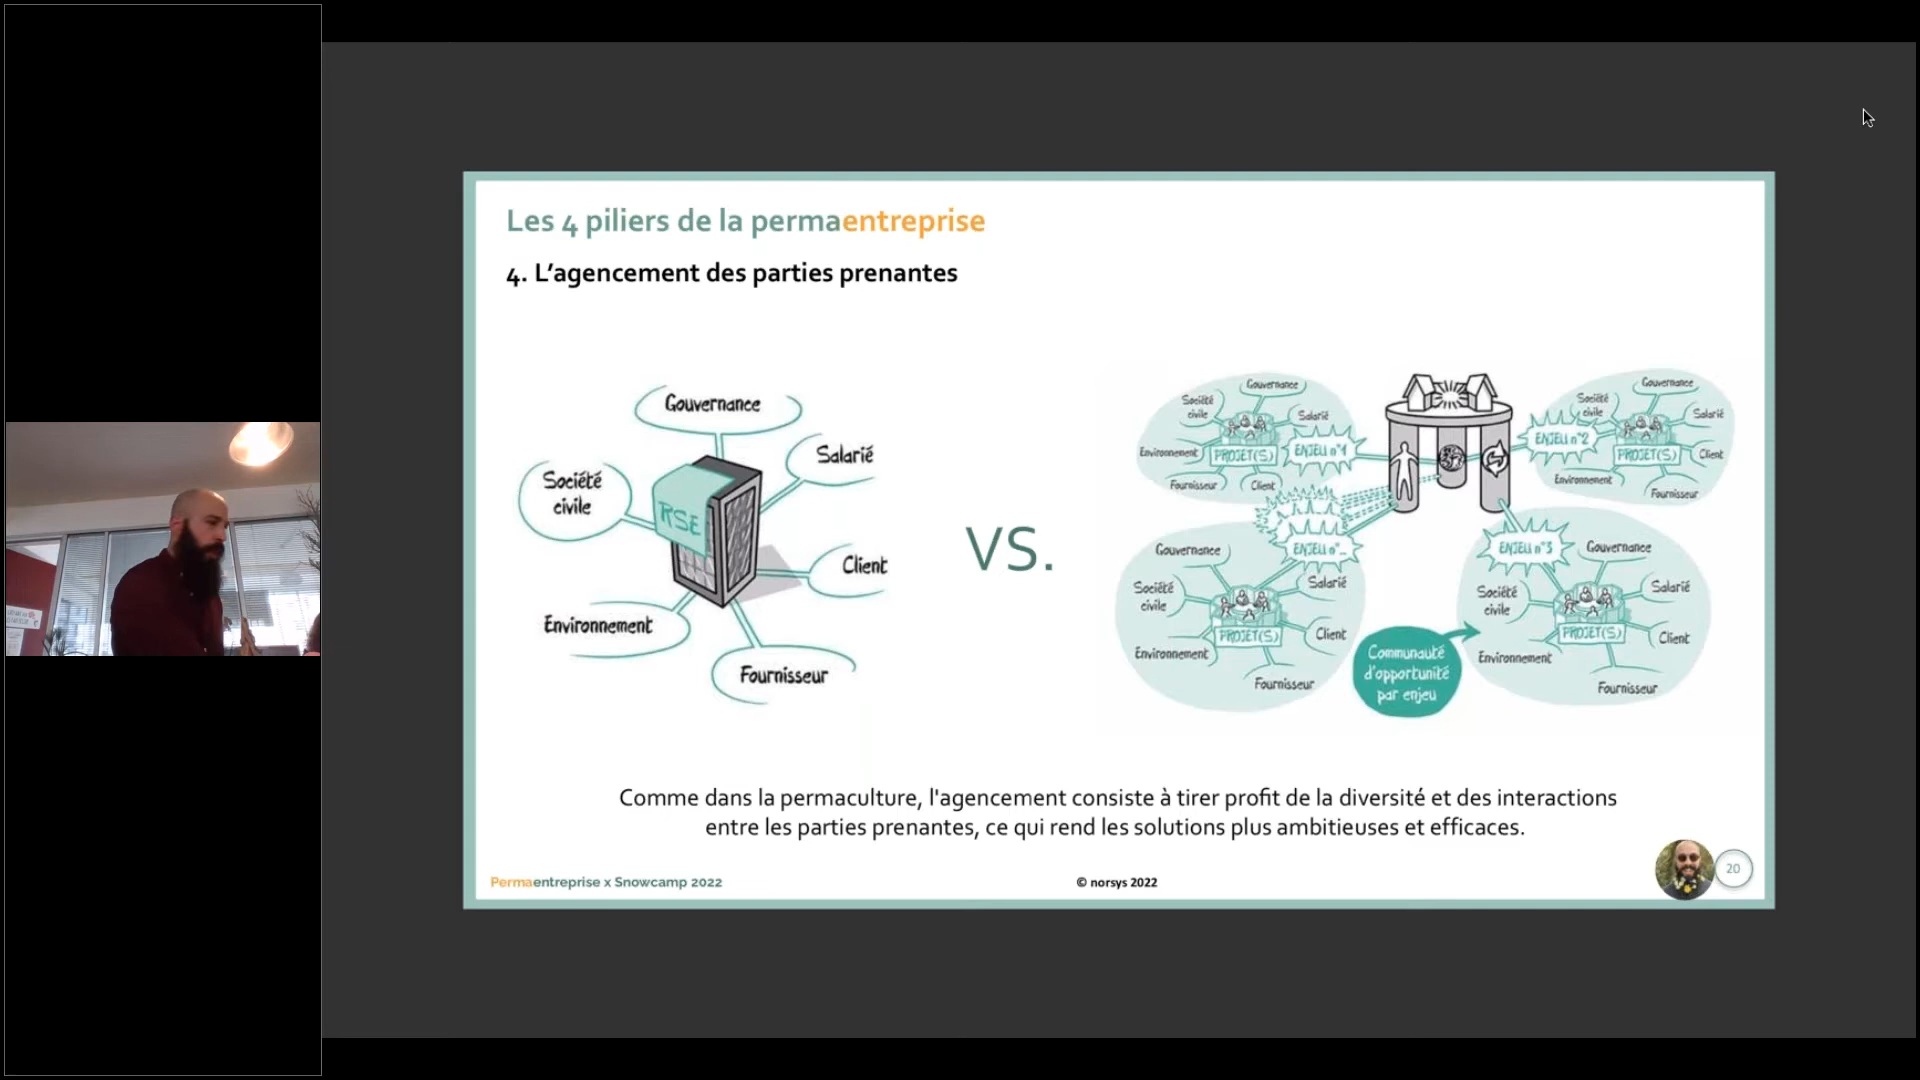 Les 4 piliers de la permaentreprise
4. L'agencement des parties prenantes
Gouvernance
Salarié
Société
civile
RSE
Client
Environnement
Fournisseur
VS.
Gouvernance
Société
civile
Salarié
Environnement
PROJET(S)
ENJEU n°1
Fournisseur
Client
ENJEU n°2
Gouvernance
Société
civile
Salarié
PROJET(S)
Client
Environnement
Fournisseur
ENJEU n°...
Gouvernance
Société
civile
Salarié
PROJET(S)
Client
Environnement
Fournisseur
ENJEU n°3
Gouvernance
Société
civile
Salarié
PROJET(S)
Client
Environnement
Fournisseur
Communauté
d'opportunité
par enjeu
Comme dans la permaculture, l'agencement consiste à tirer profit de la diversité et des interactions
entre les parties prenantes, ce qui rend les solutions plus ambitieuses et efficaces.
Permaentreprise x Snowcamp 2022
© norsys 2022
20